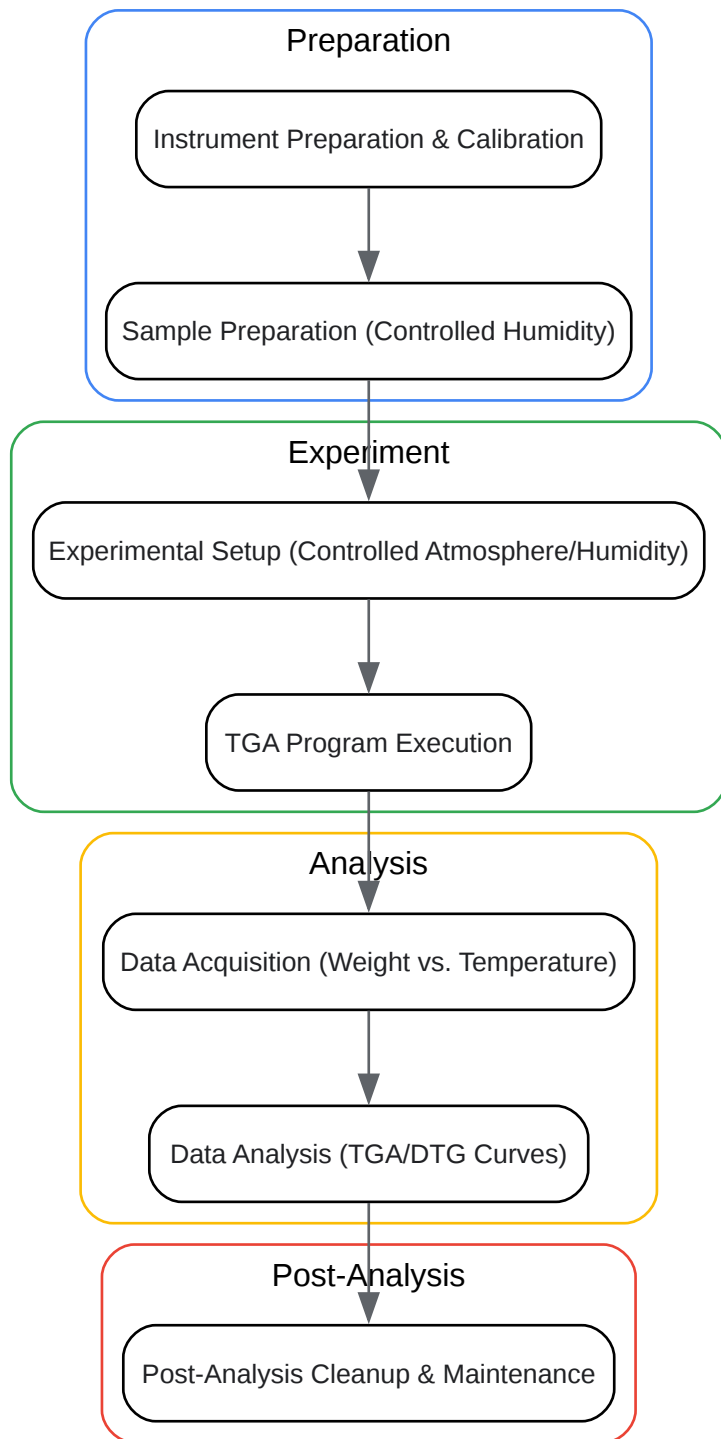 Preparation
Instrument Preparation & Calibration
Sample Preparation (Controlled Humidity)
Experiment
Experimental Setup (Controlled Atmosphere/Humidity)
TGA Program Execution
Analysis
Data Acquisition (Weight vs. Temperature)
Data Analysis (TGA/DTG Curves)
Post-Analysis
Post-Analysis Cleanup & Maintenance